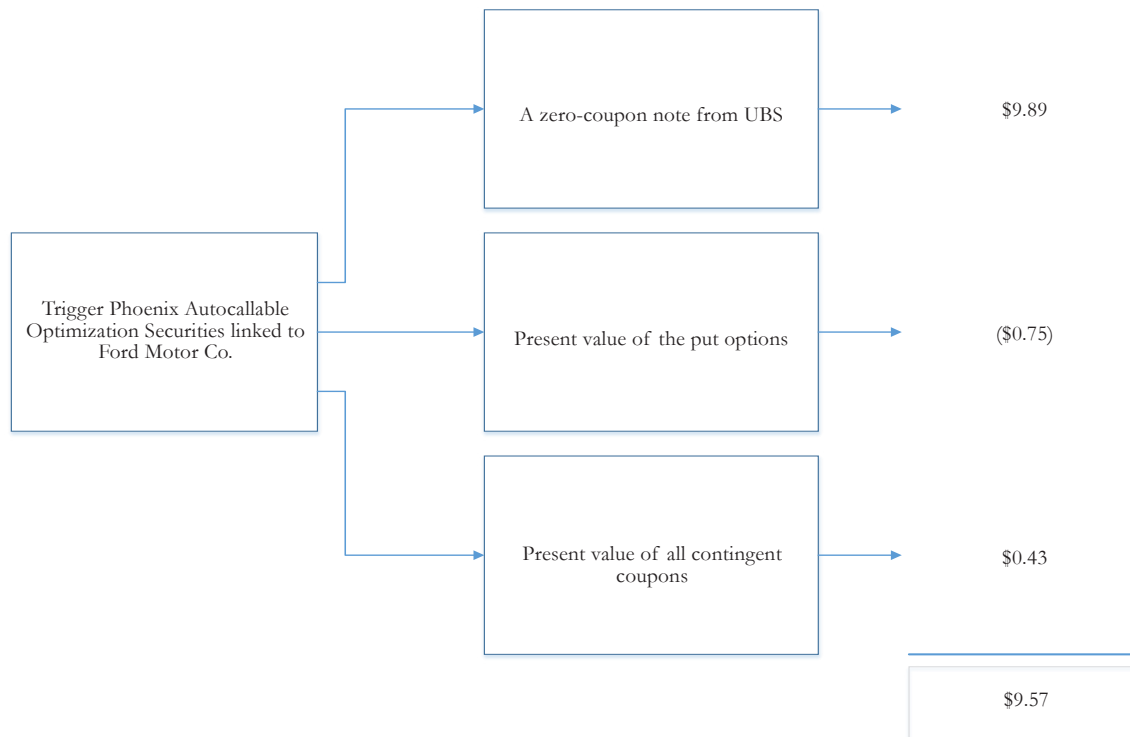 A zero-coupon note from UBS
$9.89
Trigger Phoenix Autocallable
Optimization Securities linked to
Ford Motor Co.
Present value of the put options
($0.75)
Present value of all contingent
coupons
$0.43
$9.57